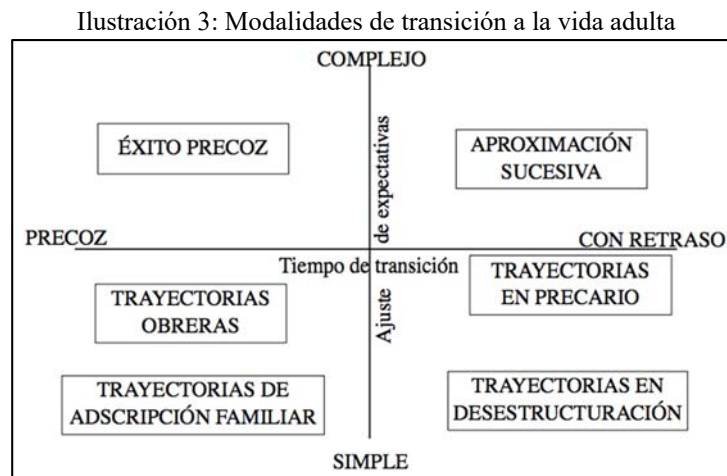 Ilustración 3: Modalidades de transición a la vida adulta
COMPLEJO
ÉXITO PRECOZ
APROXIMACIÓN
SUCESIVA
de expectativas
PRECOZ
CON RETRASO
Tiempo de transición
TRAYECTORIAS
OBRERAS
Ajuste
TRAYECTORIAS
EN PRECARIO
TRAYECTORIAS DE
ADSCRIPCIÓN FAMILIAR
TRAYECTORIAS EN
DESESTRUCTURACIÓN
SIMPLE